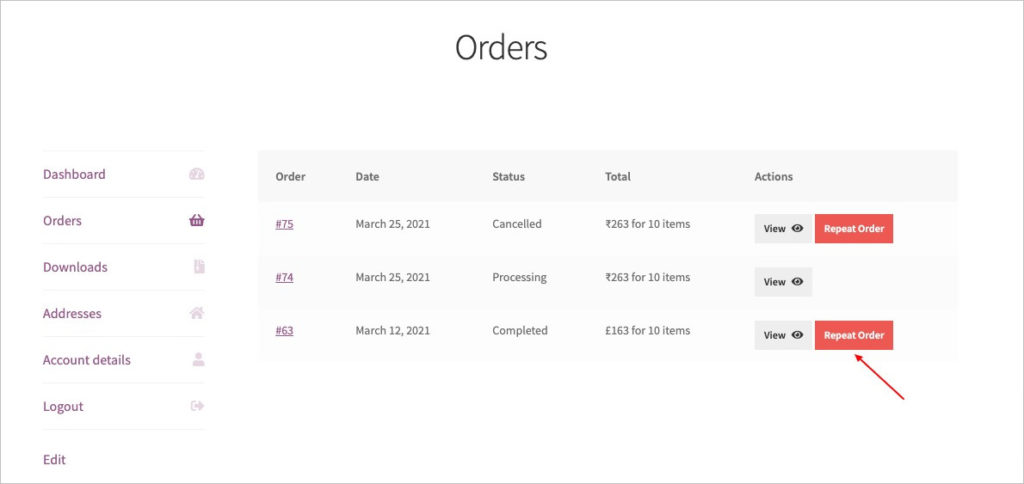 Orders
Dashboard
Orders
Downloads
Addresses
Account details
Logout
Edit
Order Date Status Total Actions
#75 March 25, 2021 Cancelled ₹263 for 10 items View Repeat Order
#74 March 25, 2021 Processing ₹263 for 10 items View
#63 March 12, 2021 Completed £163 for 10 items View Repeat Order